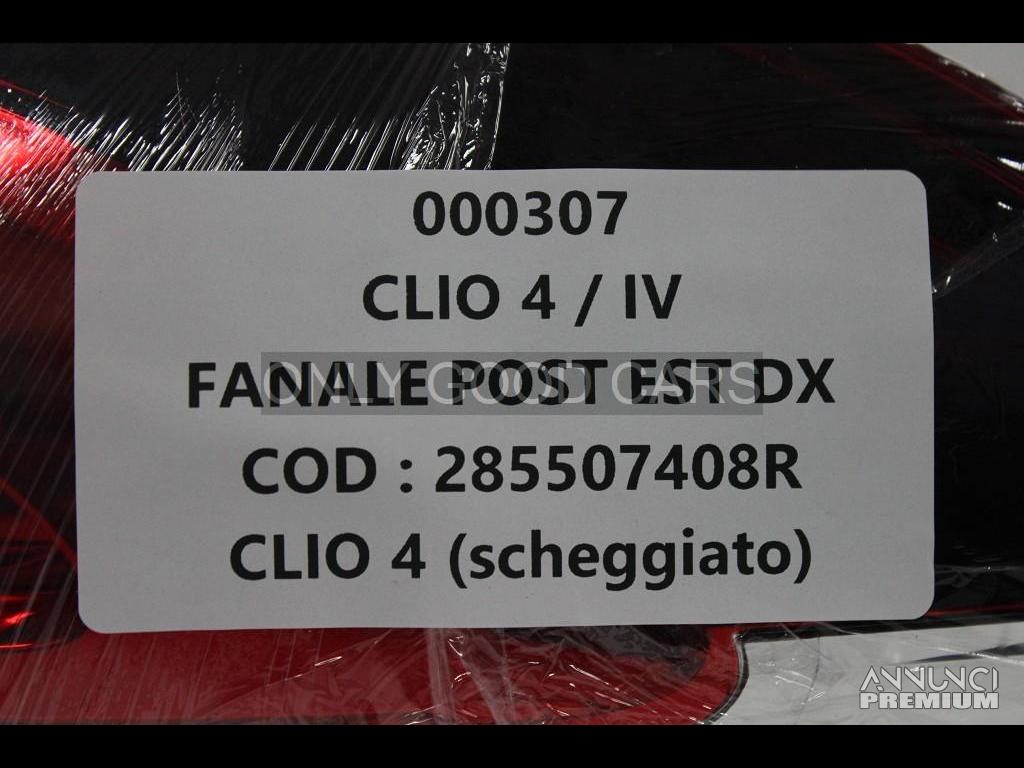 000307
CLIO 4 / IV
FANALE POST EST DX
ONLY GOOD CARS
COD : 285507408R
CLIO 4 (scheggiato)
ANNUNCI
PREMIUM